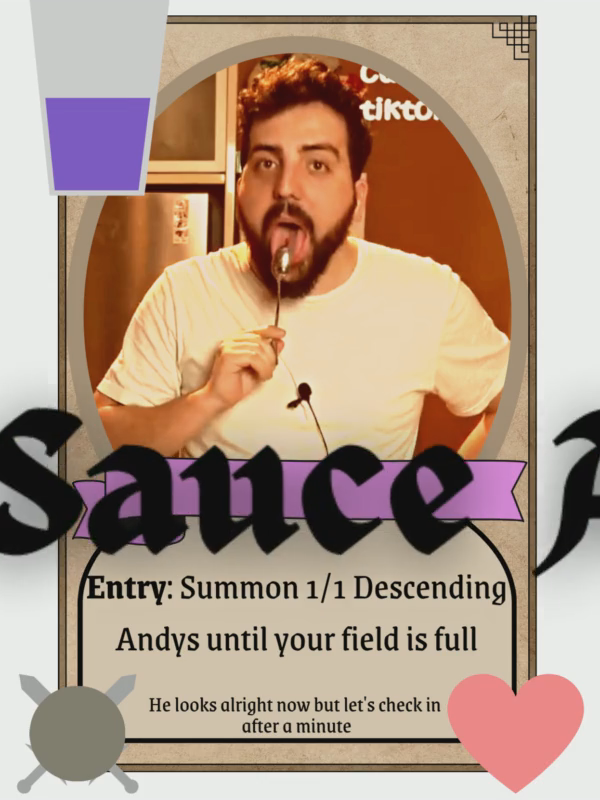 Sauce A
Entry: Summon 1/1 Descending
Andys until your field is full
He looks alright now but let's check in
after a minute